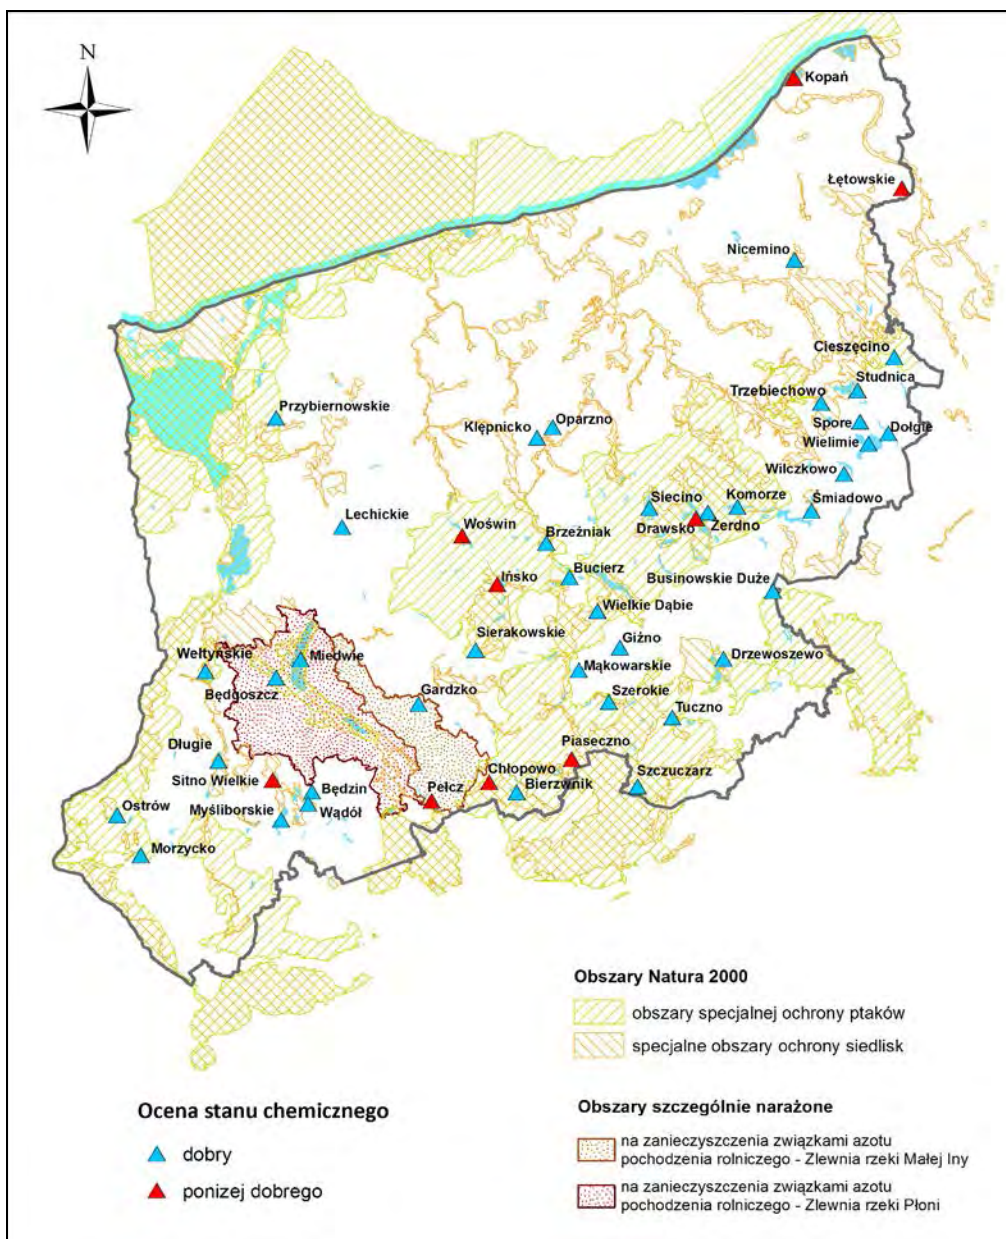 N
Kopań
Łętowskie
Nicemino
Cieszęcino
Studnica
Trzebiechowo
Przybiernowskie
Oparzno
Klępnicko
Spore
Dołgie
Wielimie
Wilczkowo
Siecino
Komorze
Śmiadowo
Lechickie
Woświn
Brzeźniak
Drawsko
Żerdno
Ińsko
Bucierz
Businowskie Duże
Wielkie Dąbie
Sierakowskie
Giżno
Wełtyńskie
Miedwie
Drzewoszewo
Mąkowarskie
Będgoszcz
Gardzko
Szerokie
Tuczno
Długie
Piaseczno
Sitno Wielkie
Chłopowo
Szczuczarz
Będzin
Pełcz
Bierzwnik
Ostrów
Myśliborskie
Wądół
Morzycko
Obszary Natura 2000
obszary specjalnej ochrony ptaków
specjalne obszary ochrony siedlisk
Ocena stanu chemicznego
dobry
ponizej dobrego
Obszary szczególnie narażone
na zanieczyszczenia związkami azotu
pochodzenia rolniczego - Zlewnia rzeki Małej Iny
na zanieczyszczenia związkami azotu
pochodzenia rolniczego - Zlewnia rzeki Płoni